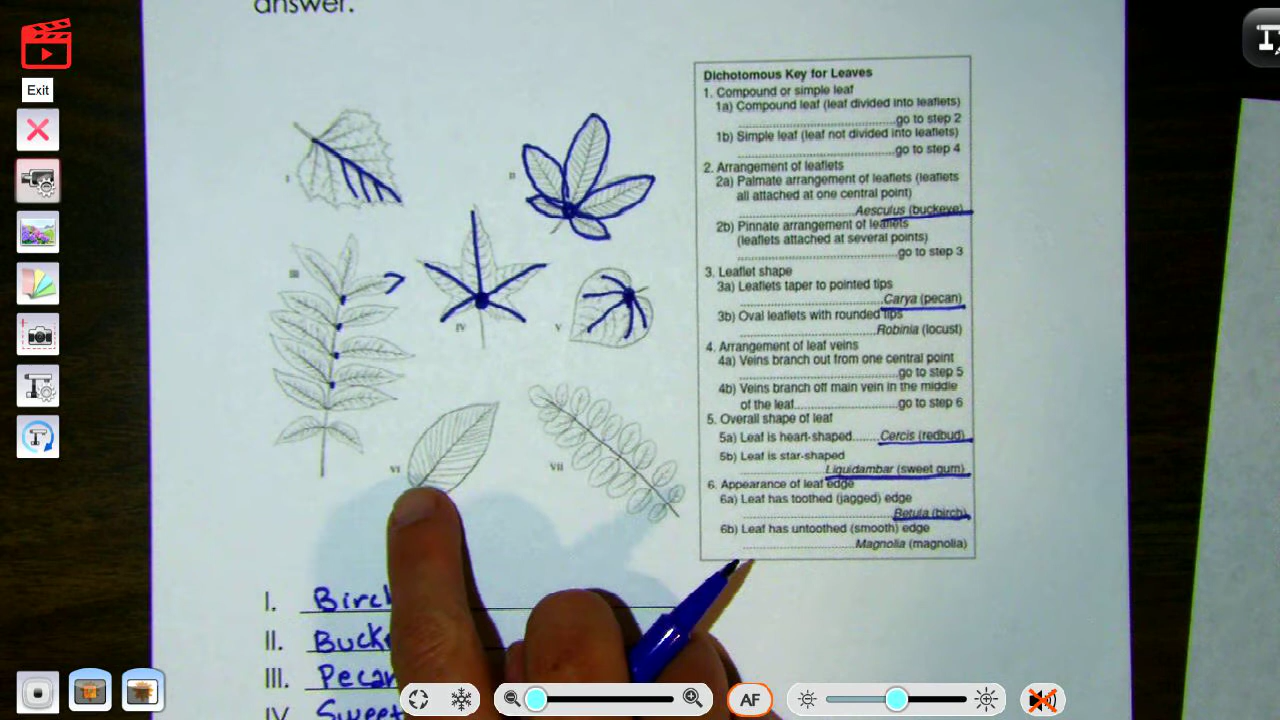 answer.
Exit
Dichotomous Key for Leaves
1. Compound or simple leaf
1a) Compound leaf (leaf divided into leaflets)
........................................go to step 2
1b) Simple leaf (leaf not divided into leaflets)
........................................go to step 4
2. Arrangement of leaflets
2a) Palmate arrangement of leaflets (leaflets
all attached at one central point)
..............................Aesculus (buckeye)
2b) Pinnate arrangement of leaflets
(leaflets attached at several points)
........................................go to step 3
3. Leaflet shape
3a) Leaflets taper to pointed tips
....................................Carya (pecan)
3b) Oval leaflets with rounded tips
...................................Robinia (locust)
4. Arrangement of leaf veins
4a) Veins branch out from one central point
........................................go to step 5
4b) Veins branch off main vein in the middle
of the leaf..........................go to step 6
5. Overall shape of leaf
5a) Leaf is heart-shaped.......Cercis (redbud)
5b) Leaf is star-shaped
......................Liquidambar (sweet gum)
6. Appearance of leaf edge
6a) Leaf has toothed (jagged) edge
.......................................Betula (birch)
6b) Leaf has untoothed (smooth) edge
.............................Magnolia (magnolia)
I
II
III
IV
V
VI
VII
I. Birch
II. Buck
III. Pecan
IV Sweet
AF